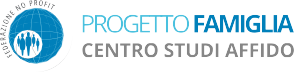 FEDERAZIONE NO PROFIT
PROGETTO FAMIGLIA
CENTRO STUDI AFFIDO